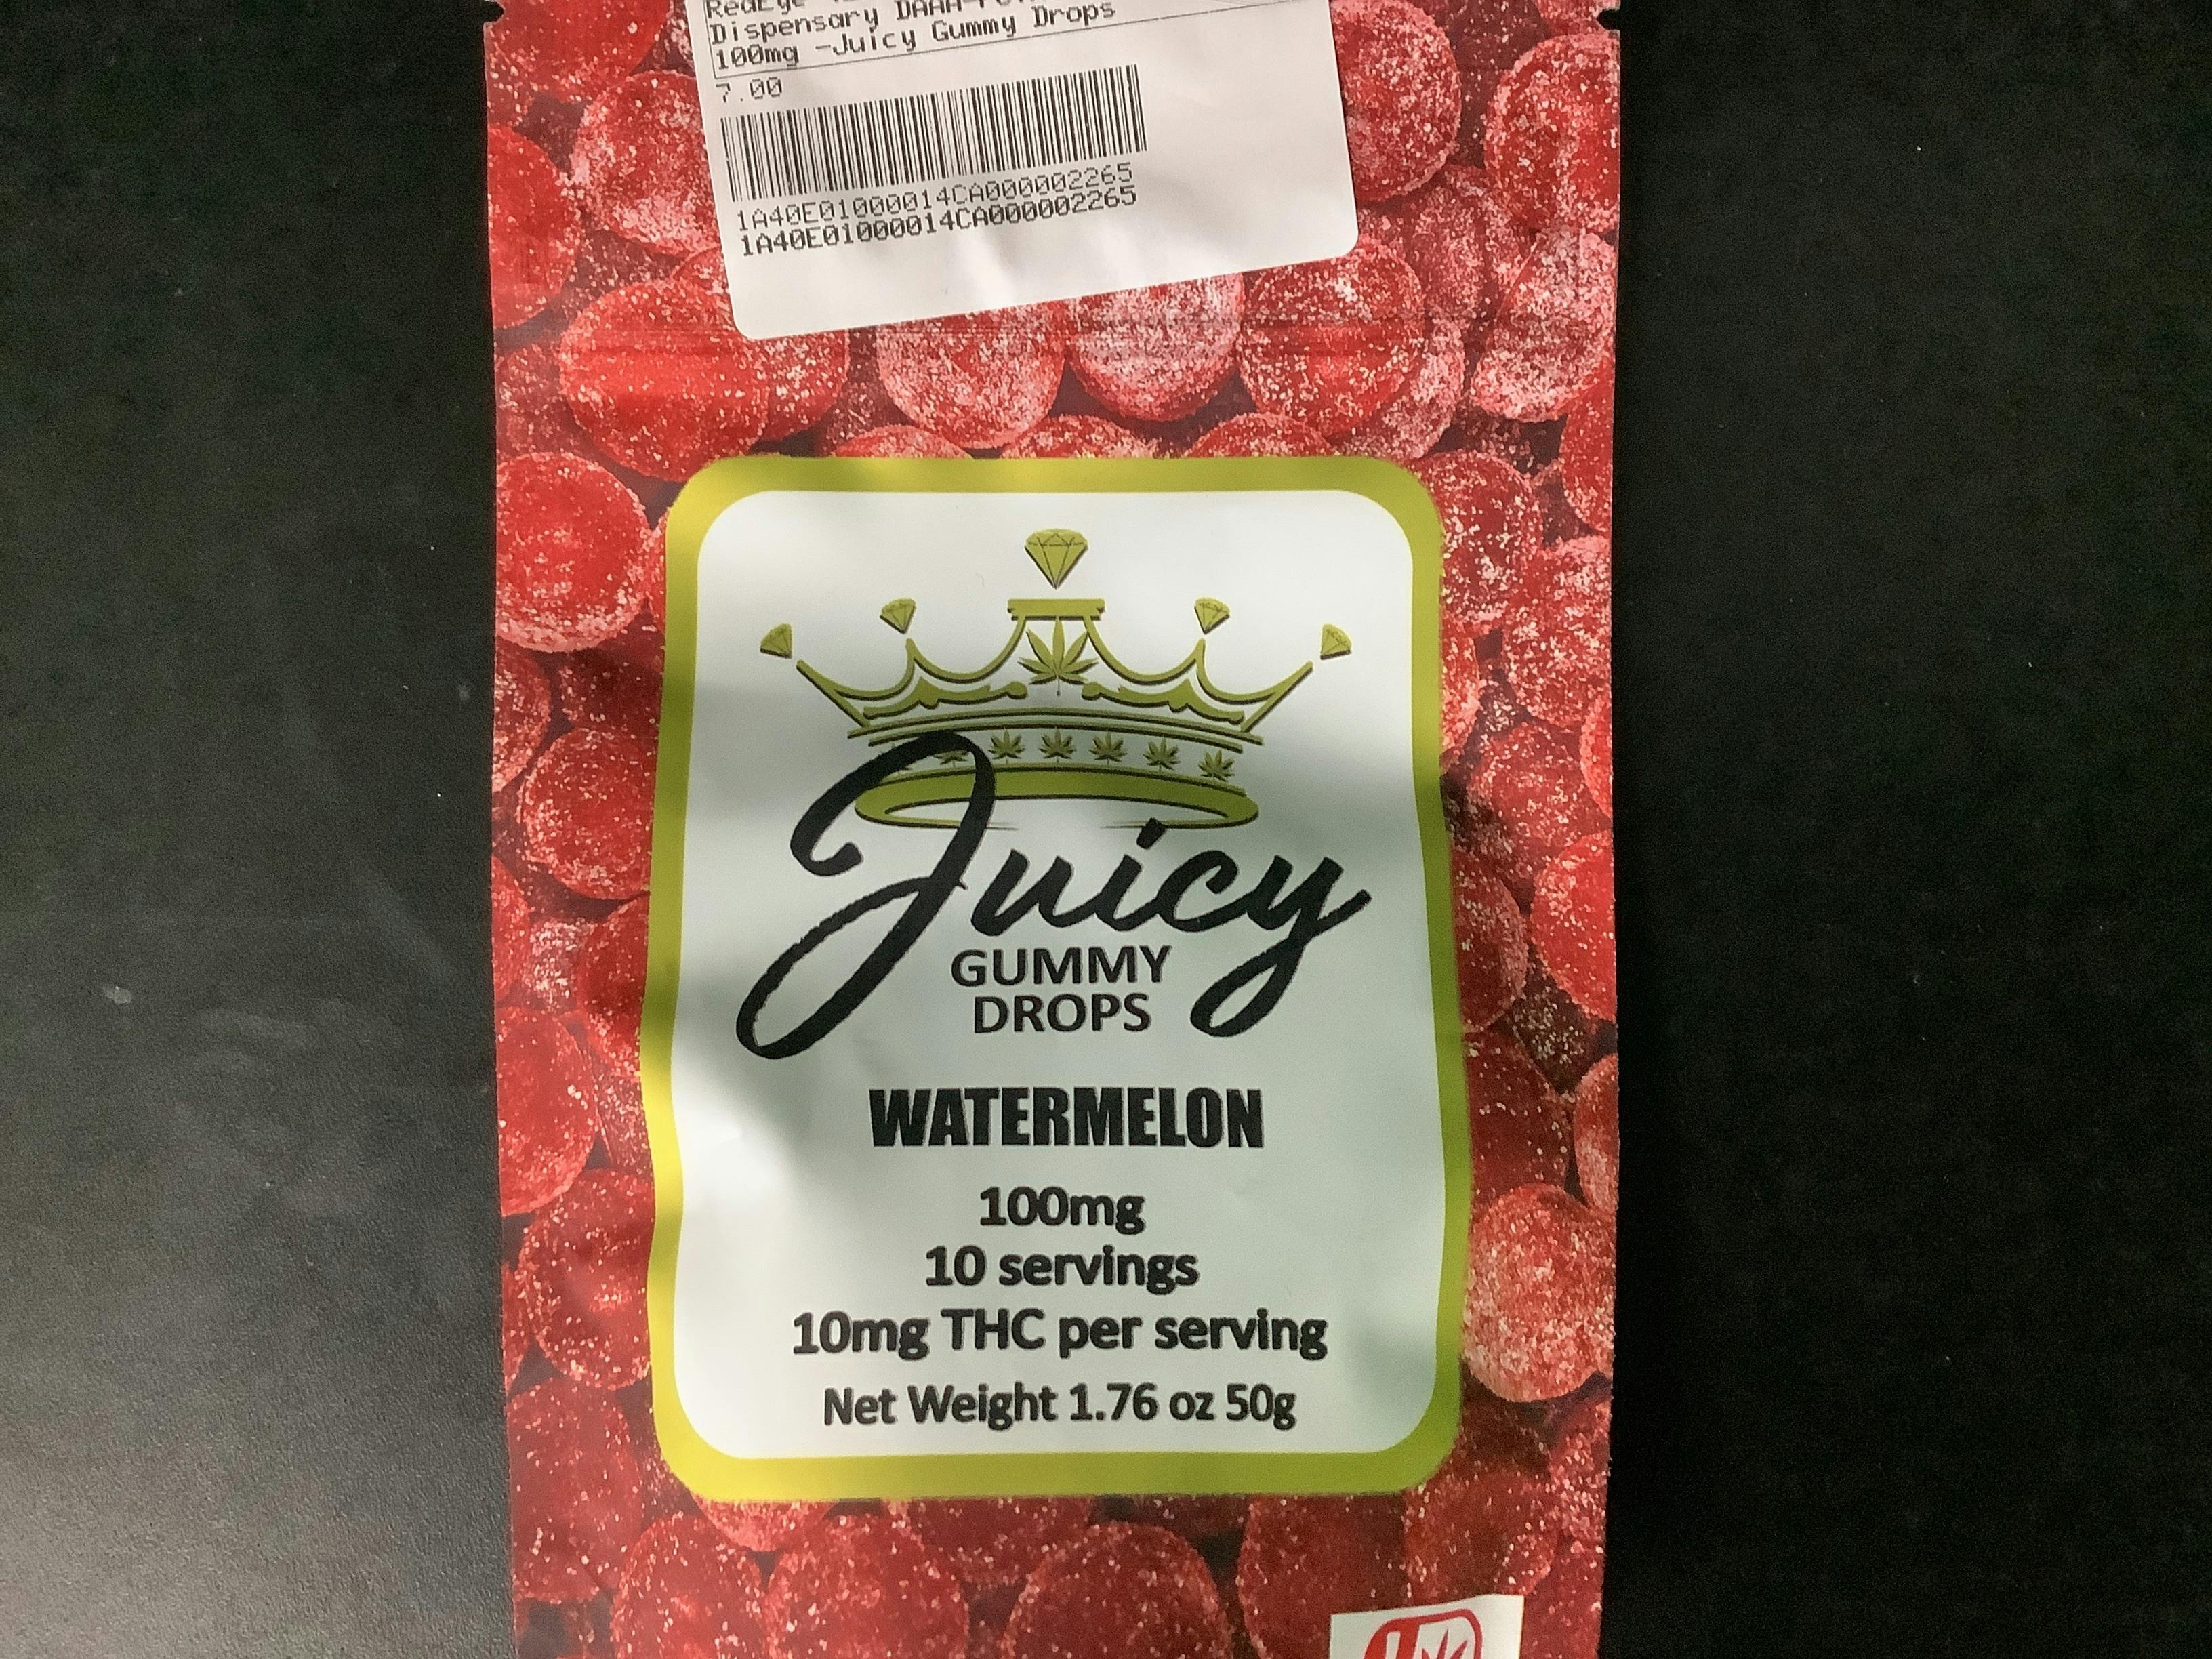 Dispensary
100mg -Juicy Gummy Drops
7.00
1A40E01000014CA000002265
1A40E01000014CA000002265
Juicy
GUMMY
DROPS
WATERMELON
100mg
10 servings
10mg THC per serving
Net Weight 1.76 oz 50g